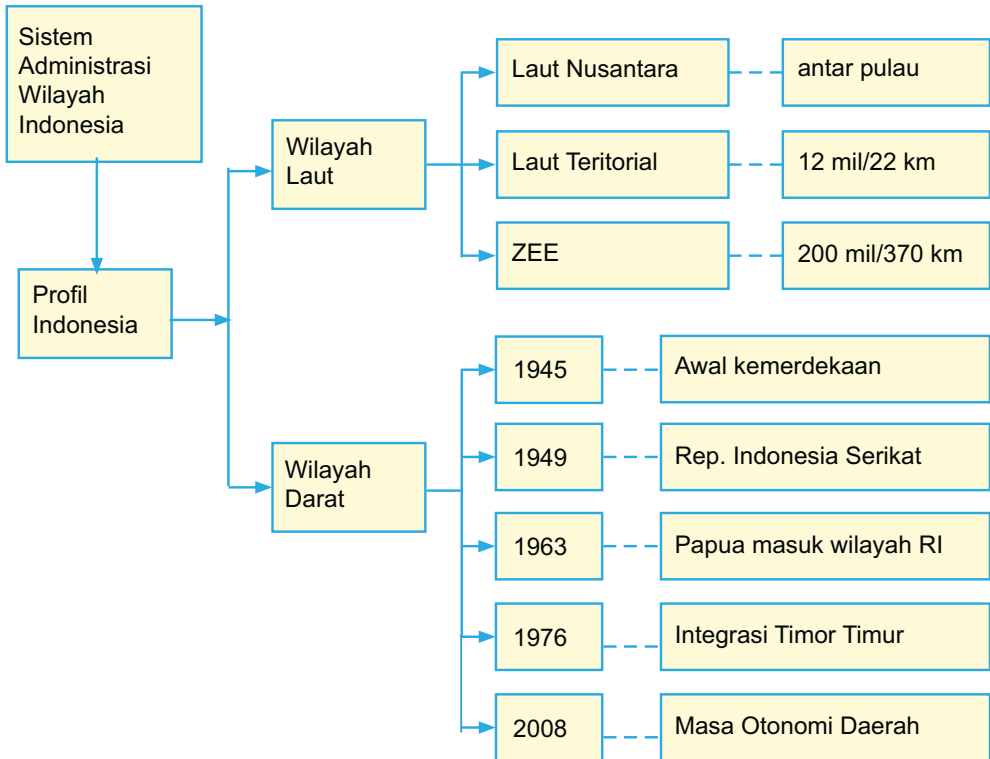 Sistem
Administrasi
Wilayah
Indonesia
Profil
Indonesia
Wilayah
Laut
Laut Nusantara
antar pulau
Laut Teritorial
12 mil/22 km
ZEE
200 mil/370 km
Wilayah
Darat
1945
Awal kemerdekaan
1949
Rep. Indonesia Serikat
1963
Papua masuk wilayah RI
1976
Integrasi Timor Timur
2008
Masa Otonomi Daerah